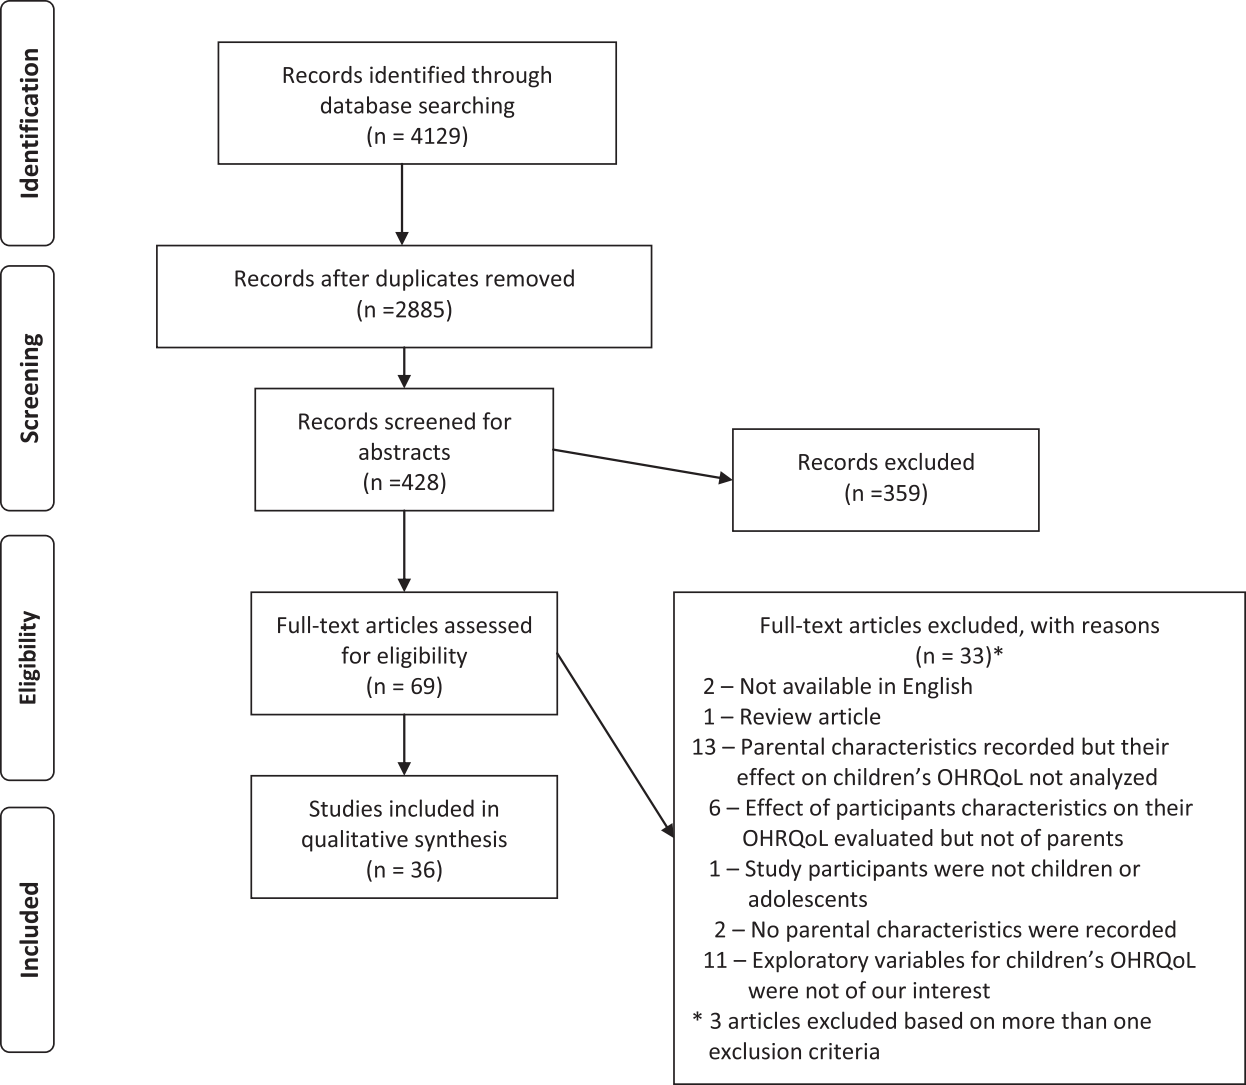 Identification
Records identified through
database searching
(n = 4129)
Records after duplicates removed
(n =2885)
Screening
Records screened for
abstracts
(n =428)
Records excluded
(n =359)
Eligibility
Full-text articles assessed
for eligibility
(n = 69)
Full-text articles excluded, with reasons
(n = 33)*
2 – Not available in English
1 – Review article
13 – Parental characteristics recorded but their
effect on children’s OHRQoL not analyzed
6 – Effect of participants characteristics on their
OHRQoL evaluated but not of parents
1 – Study participants were not children or
adolescents
2 – No parental characteristics were recorded
11 – Exploratory variables for children’s OHRQoL
were not of our interest
* 3 articles excluded based on more than one
exclusion criteria
Included
Studies included in
qualitative synthesis
(n = 36)